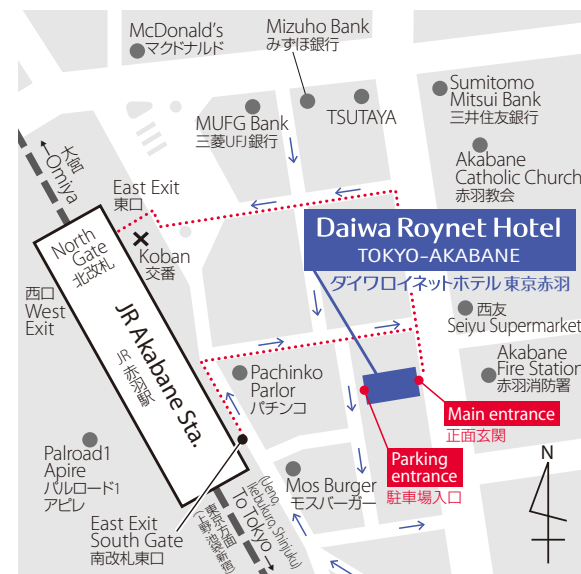 McDonald's
マクドナルド
Mizuho Bank
みずほ銀行
MUFG Bank
三菱UFJ銀行
TSUTAYA
Sumitomo
Mitsui Bank
三井住友銀行
Akabane
Catholic Church
赤羽教会
大宮
Omiya
East Exit
東口
North
Gate
北改札
Koban
交番
西口
West
Exit
JR Akabane Sta.
JR 赤羽駅
Daiwa Roynet Hotel
TOKYO-AKABANE
ダイワロイネットホテル 東京赤羽
西友
Seiyu Supermarket
Akabane
Fire Station
赤羽消防署
Pachinko
Parlor
パチンコ
Main entrance
正面玄関
Parking
entrance
駐車場入口
Palroad1
Apire
パルロード1
アピレ
Mos Burger
モスバーガー
East Exit
South Gate
南改札東口
東京方面
(上野池袋新宿)
To Tokyo
(Ueno,
Ikebukuro, Shinjuku)
N